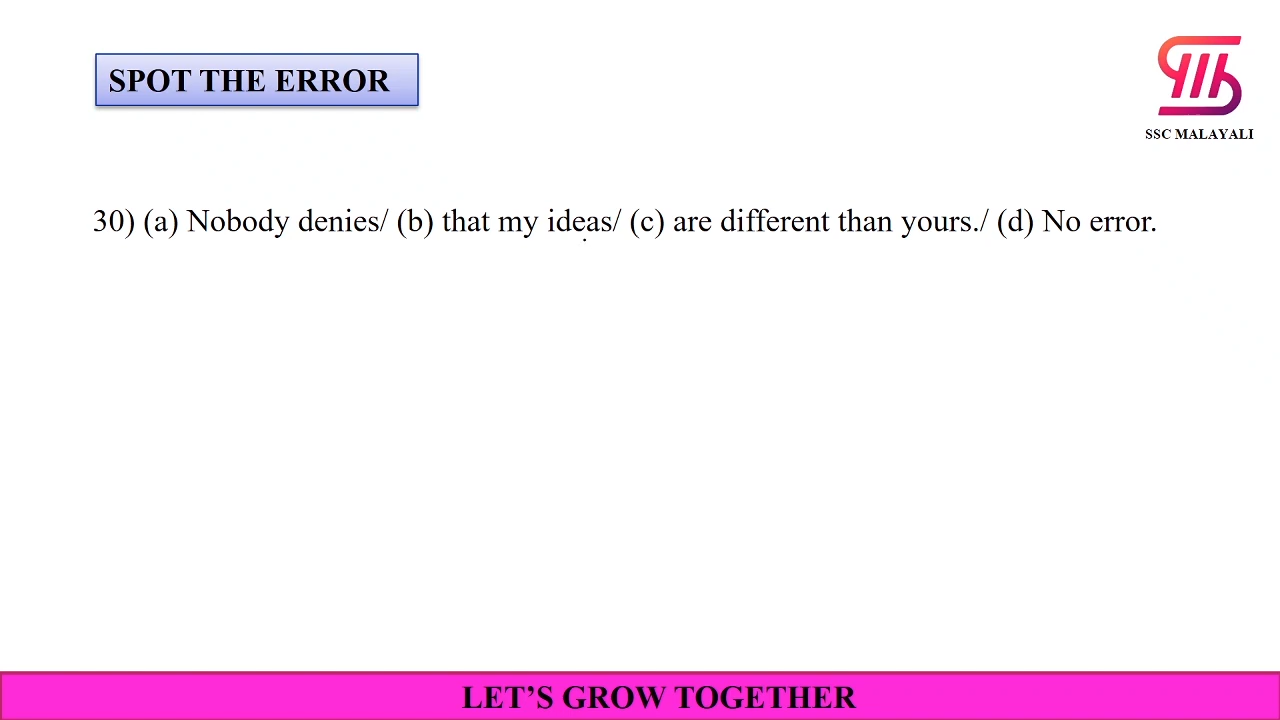 SPOT THE ERROR
SSC MALAYALI
30) (a) Nobody denies/ (b) that my ideas/ (c) are different than yours./ (d) No error.
LET’S GROW TOGETHER